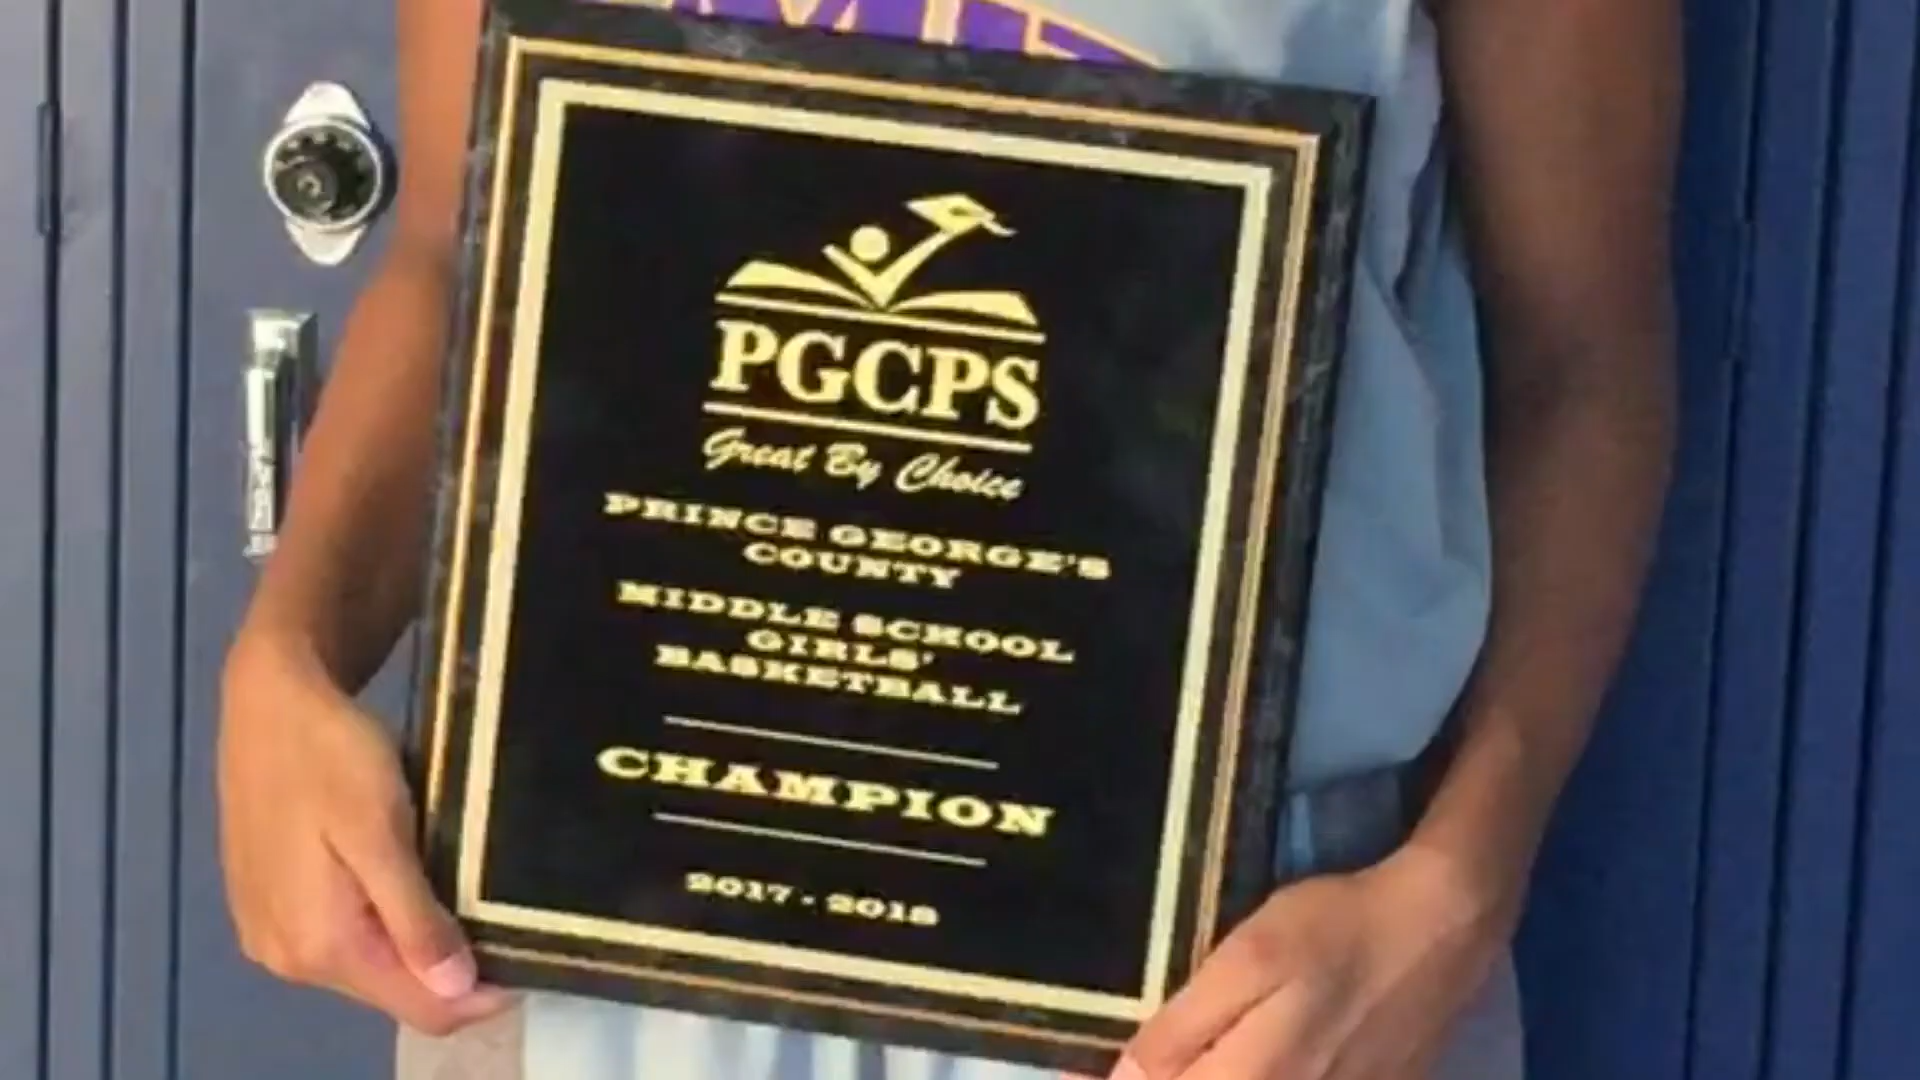 PGCPS
Great By Choice
PRINCE GEORGE'S
COUNTY
MIDDLE SCHOOL
GIRLS'
BASKETBALL
CHAMPION
2017 - 2018